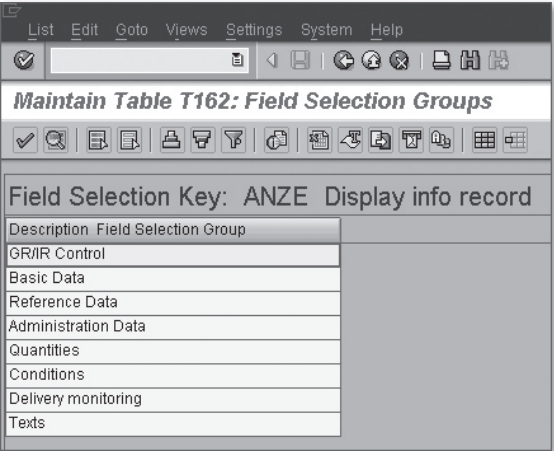 List Edit Goto Views Settings System Help
Maintain Table T162: Field Selection Groups
Field Selection Key: ANZE Display info record
Description Field Selection Group
GR/IR Control
Basic Data
Reference Data
Administration Data
Quantities
Conditions
Delivery monitoring
Texts